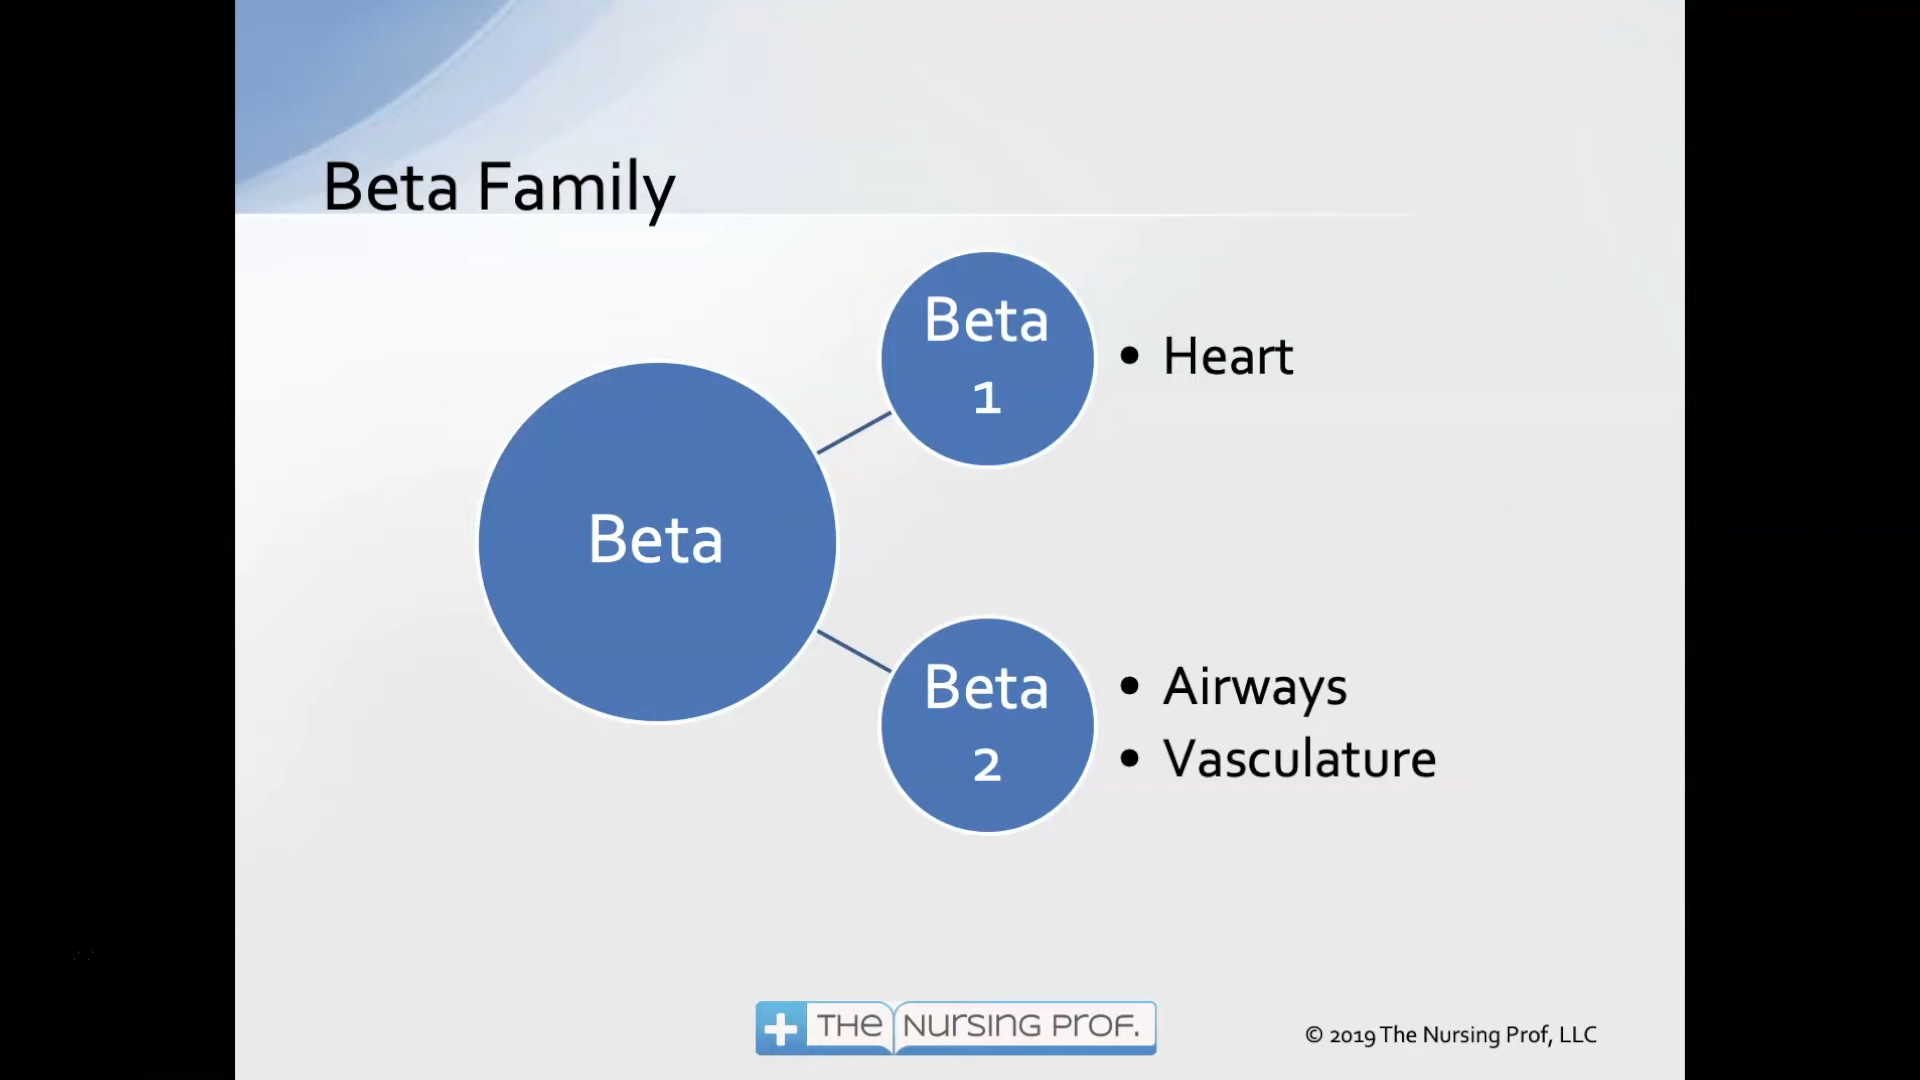 Beta Family
Beta
Beta
1
• Heart
Beta
2
• Airways
• Vasculature
THE NURSING PROF.
© 2019 The Nursing Prof, LLC